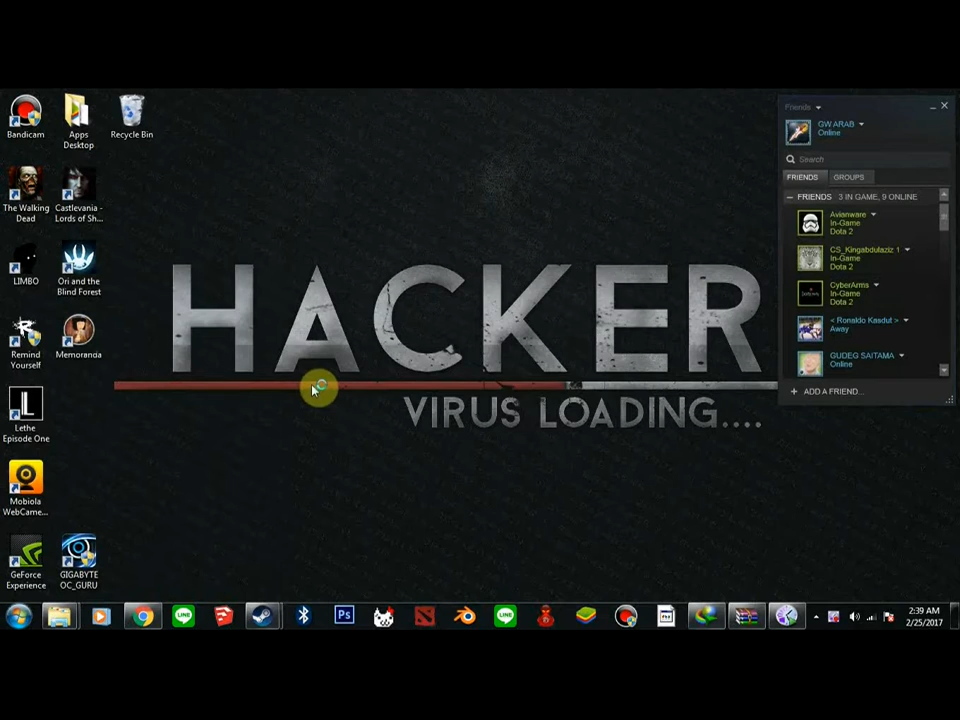 Bandicam
Apps
Desktop
Recycle Bin
The Walking
Dead
Castlevania -
Lords of Sh...
LIMBO
Ori and the
Blind Forest
Remind
Yourself
Memoranda
L
Lethe
Episode One
Mobiola
WebCame...
GeForce
Experience
GIGABYTE
OC_GURU
HACKER
VIRUS LOADING....
Friends
GW ARAB
Online
Search
FRIENDS
GROUPS
FRIENDS 3 IN GAME, 9 ONLINE
Avianware
In-Game
Dota 2
CS_Kingabdulaziz 1
In-Game
Dota 2
CyberArms
In-Game
Dota 2
< Ronaldo Kasdut >
Away
GUDEG SAITAMA
Online
+ ADD A FRIEND...
LINE
Ps
LINE
2:39 AM
2/25/2017